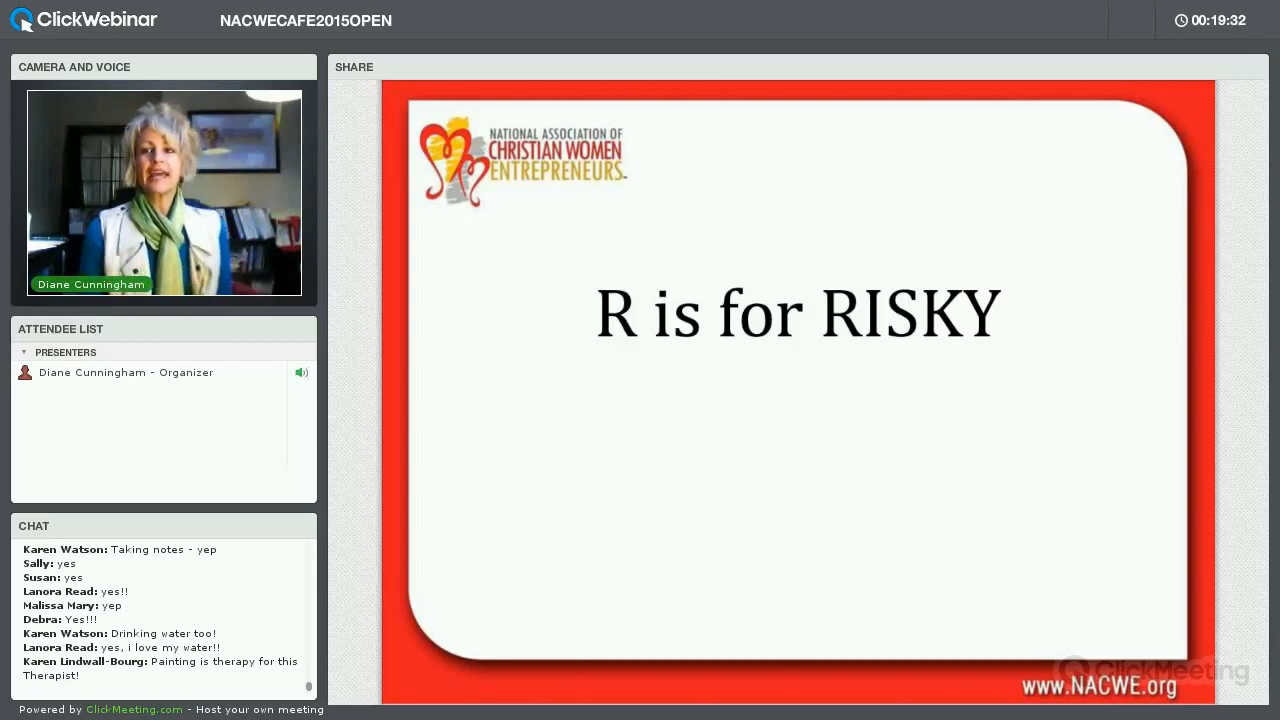 ClickWebinar
NACWECAFE2015OPEN
00:19:32
CAMERA AND VOICE
Diane Cunningham
ATTENDEE LIST
PRESENTERS
Diane Cunningham - Organizer
CHAT
Karen Watson: Taking notes - yep
Sally: yes
Susan: yes
Lanora Read: yes!!
Malissa Mary: yep
Debra: Yes!!!!
Karen Watson: Drinking water too!
Lanora Read: yes, i love my water!!
Bourg: Painting is therapy for this
Therapist!
Powered by ClickMeeting.com - Host your own meeting
SHARE
NATIONAL ASSOCIATION OF
CHRISTIAN WOMEN
ENTREPRENEURS
R is for RISKY
www.NACWE.org